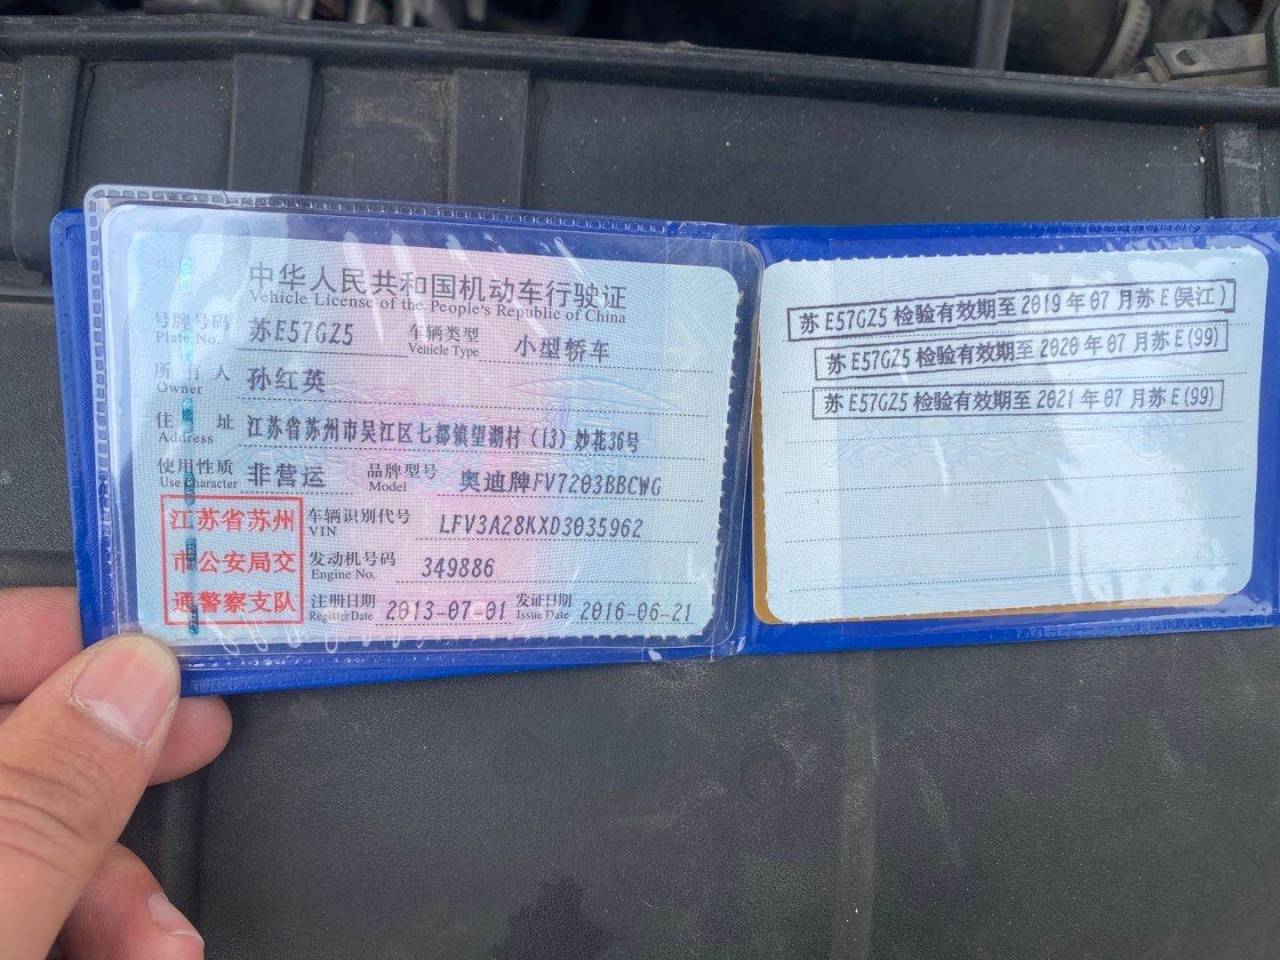 中华人民共和国机动车行驶证
Vehicle License of the People's Republic of China
号牌号码 苏E57GZ5 车辆类型 小型轿车
Plate No. Vehicle Type
所有人 孙红英
Owner
住址 江苏省苏州市吴江区七都镇望湖村(13)妙花36号
Address
使用性质 非营运 品牌型号 奥迪牌FV7203BBCWG
Use Character Model
江苏省苏州
市公安局交
通警察支队
车辆识别代号 LFV3A28KXD3035962
VIN
发动机号码 349886
Engine No.
注册日期 2013-07-01 发证日期 2016-06-21
Register Date Issue Date
苏E57GZ5检验有效期至2019年07月苏E(吴江)
苏E57GZ5检验有效期至2020年07月苏E(99)
苏E57GZ5检验有效期至2021年07月苏E(99)